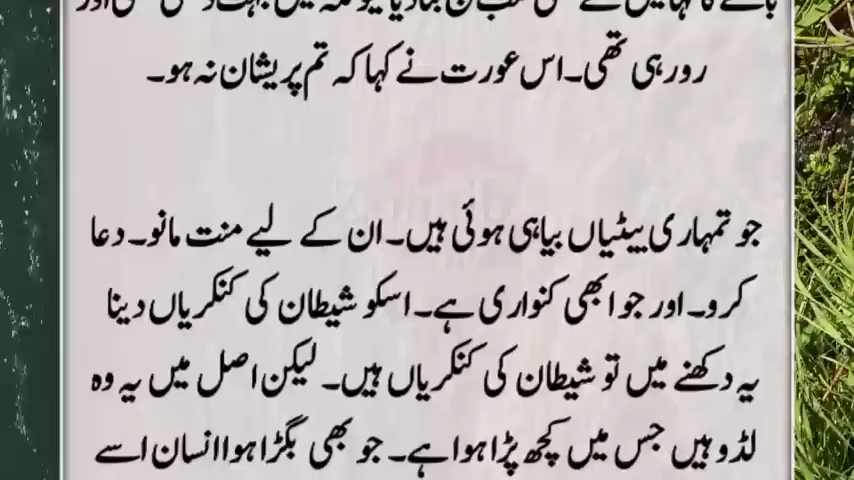 رو رہی تھی۔ اس عورت نے کہا کہ تم پریشان نہ ہو۔
جو تمہاری بیٹیاں بیاہی ہوئی ہیں۔ ان کے لیے منت مانو۔ دعا
کرو۔ اور جو ابھی کنواری ہے۔ اسکو شیطان کی کنکریاں دینا
یہ دکھنے میں تو شیطان کی کنکریاں ہیں۔ لیکن اصل میں یہ وہ
لڈو ہیں جس میں کچھ پڑا ہوا ہے۔ جو بھی بگڑا ہوا انسان اسے